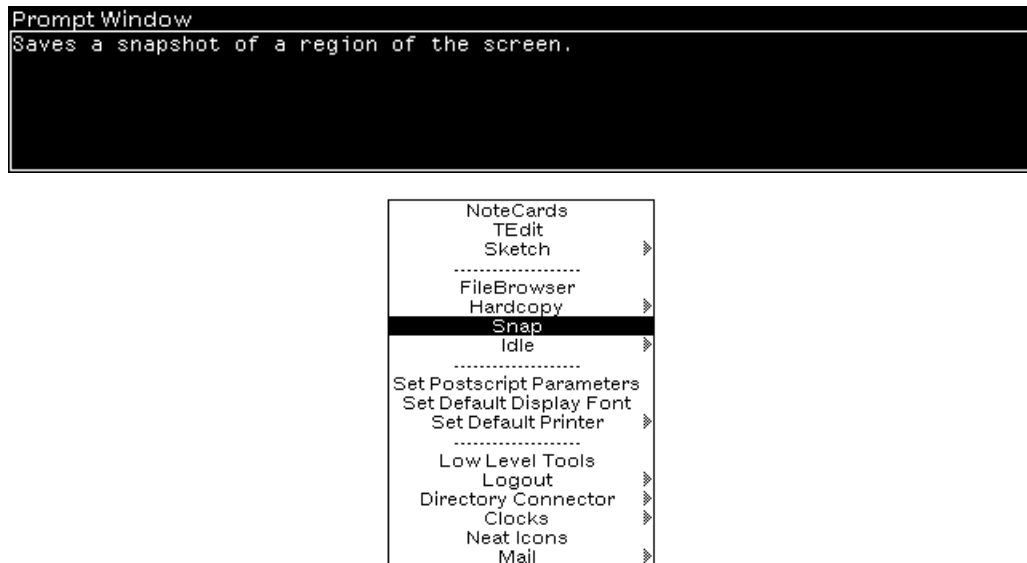 Prompt Window
Saves a snapshot of a region of the screen.
NoteCards
TEdit
Sketch
-------------------
FileBrowser
Hardcopy
Snap
Idle
-------------------
Set Postscript Parameters
Set Default Display Font
Set Default Printer
-------------------
Low Level Tools
Logout
Directory Connector
Clocks
Neat Icons
Mail